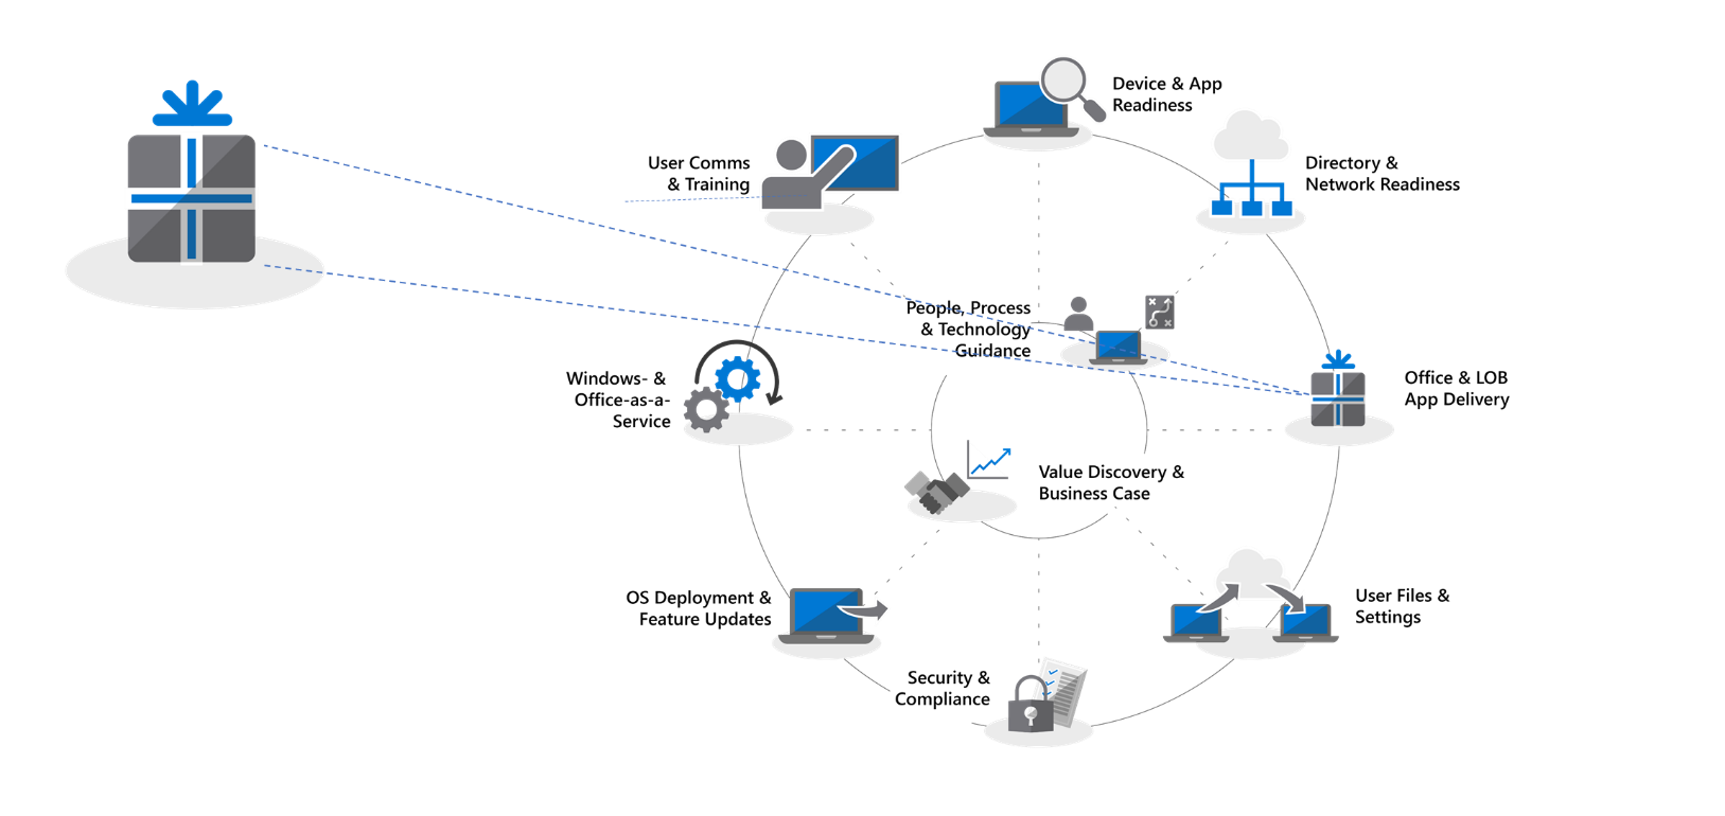 Device & App
Readiness
User Comms
& Training
Directory &
Network Readiness
People, Process
& Technology
Guidance
Windows- &
Office-as-a-
Service
Office & LOB
App Delivery
Value Discovery &
Business Case
OS Deployment &
Feature Updates
User Files &
Settings
Security &
Compliance